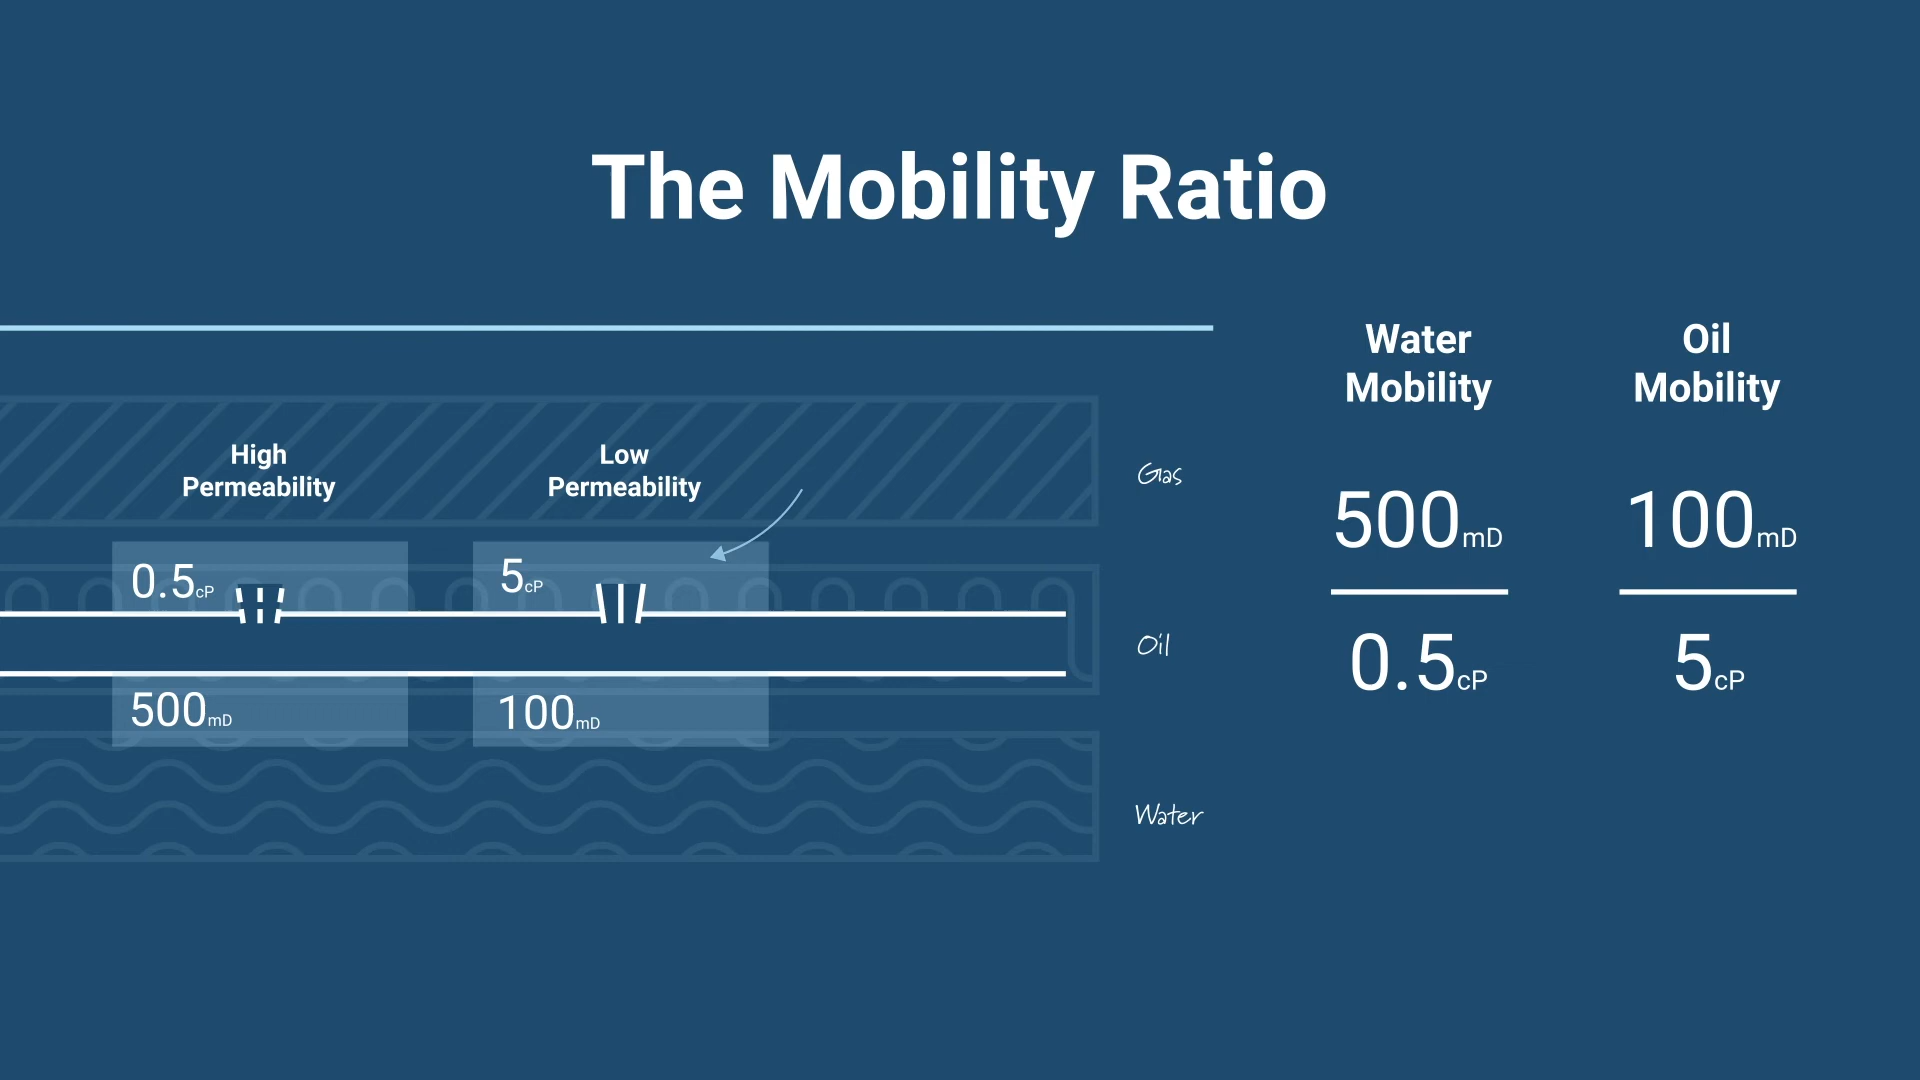 The Mobility Ratio
High
Permeability
Low
Permeability
0.5cP
5cP
500mD
100mD
Gas
Oil
Water
Water
Mobility
500mD
0.5cP
Oil
Mobility
100mD
5cP